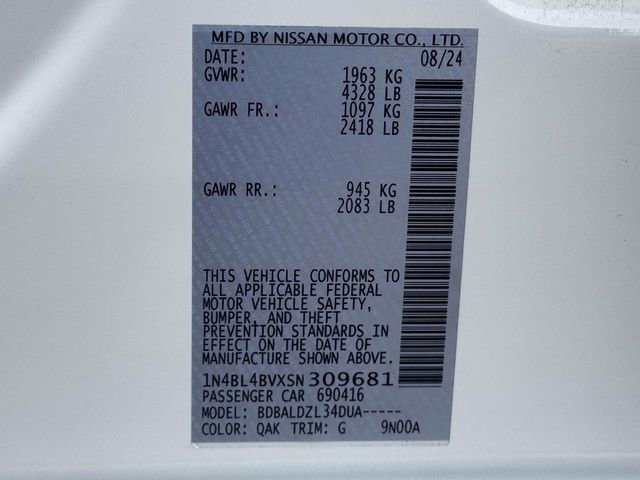 MFD BY NISSAN MOTOR CO., LTD.
DATE: 08/24
GVWR: 1963 KG
4328 LB
GAWR FR.: 1097 KG
2418 LB
GAWR RR.: 945 KG
2083 LB
THIS VEHICLE CONFORMS TO
ALL APPLICABLE FEDERAL
MOTOR VEHICLE SAFETY,
BUMPER, AND THEFT
PREVENTION STANDARDS IN
EFFECT ON THE DATE OF
MANUFACTURE SHOWN ABOVE.
1N4BL4BVXSN309681
PASSENGER CAR 690416
MODEL: BDBALDZL34DUA-----
COLOR: QAK TRIM: G 9N00A